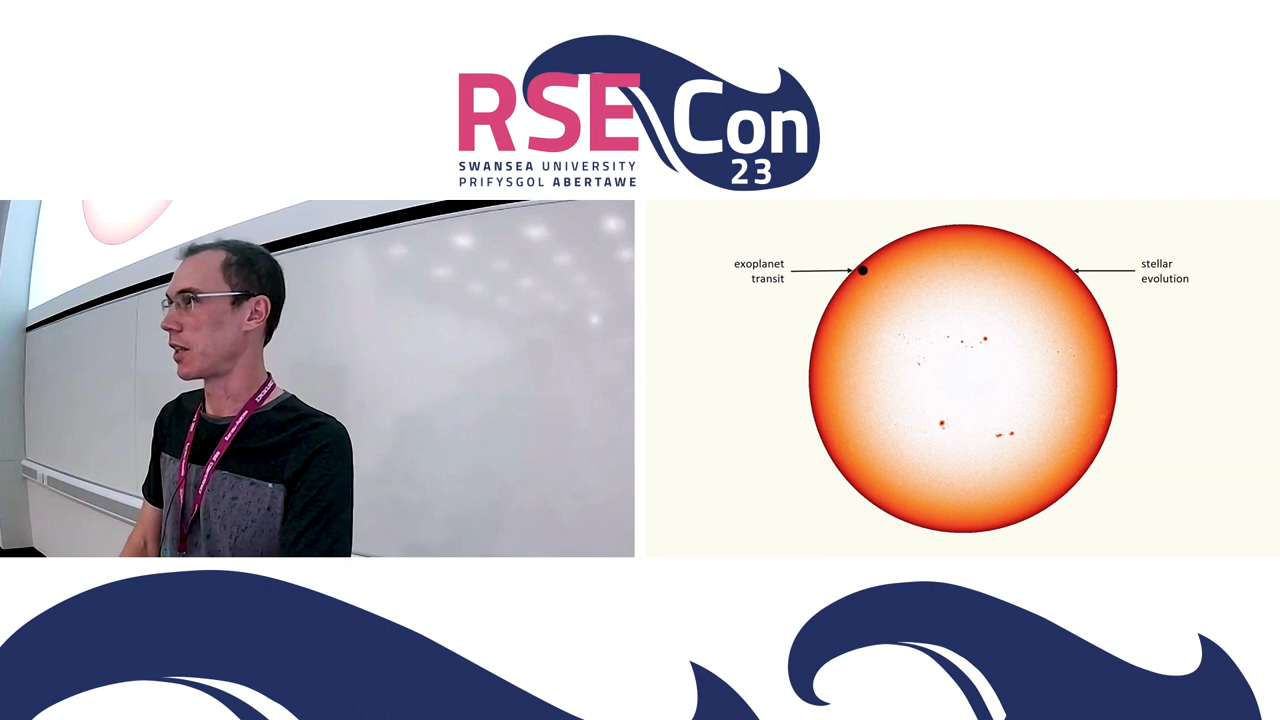 RSE Con
23
SWANSEA UNIVERSITY
PRIFYSGOL ABERTAWE
exoplanet
transit
stellar
evolution